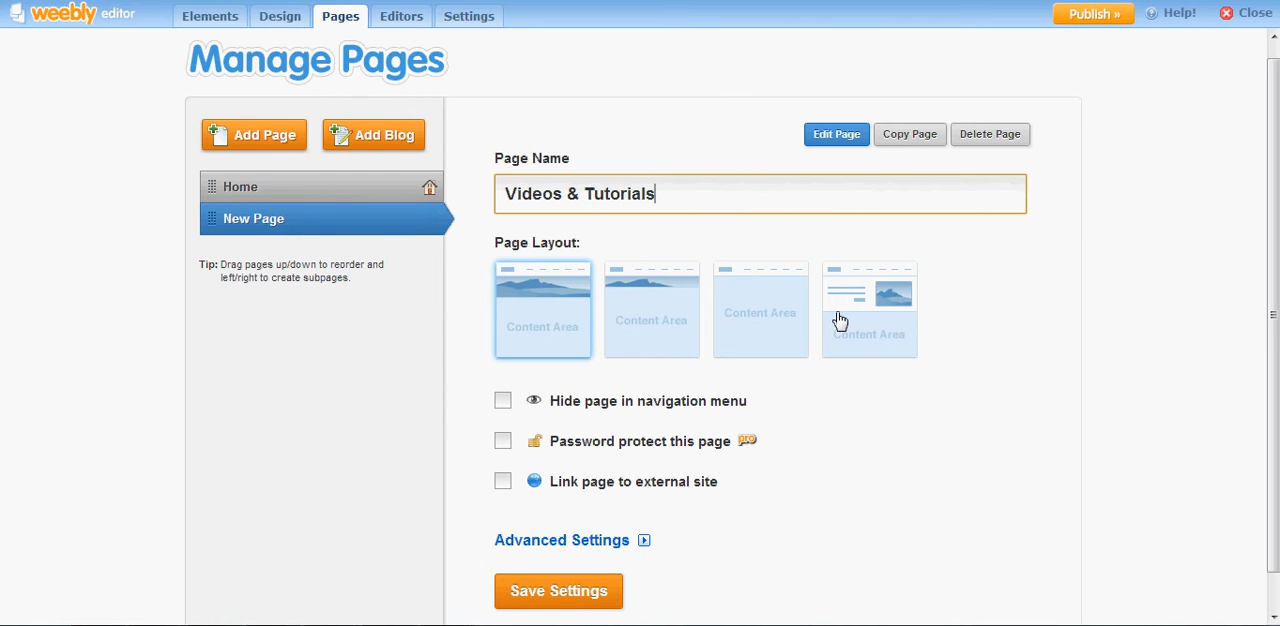 weebly editor
Elements Design Pages Editors Settings
Publish » Help! Close
Manage Pages
Add Page Add Blog
Edit Page Copy Page Delete Page
Page Name
Home
Videos & Tutorials
New Page
Page Layout:
Tip: Drag pages up/down to reorder and
left/right to create subpages.
Content Area Content Area Content Area Content Area
Hide page in navigation menu
Password protect this page pro
Link page to external site
Advanced Settings
Save Settings